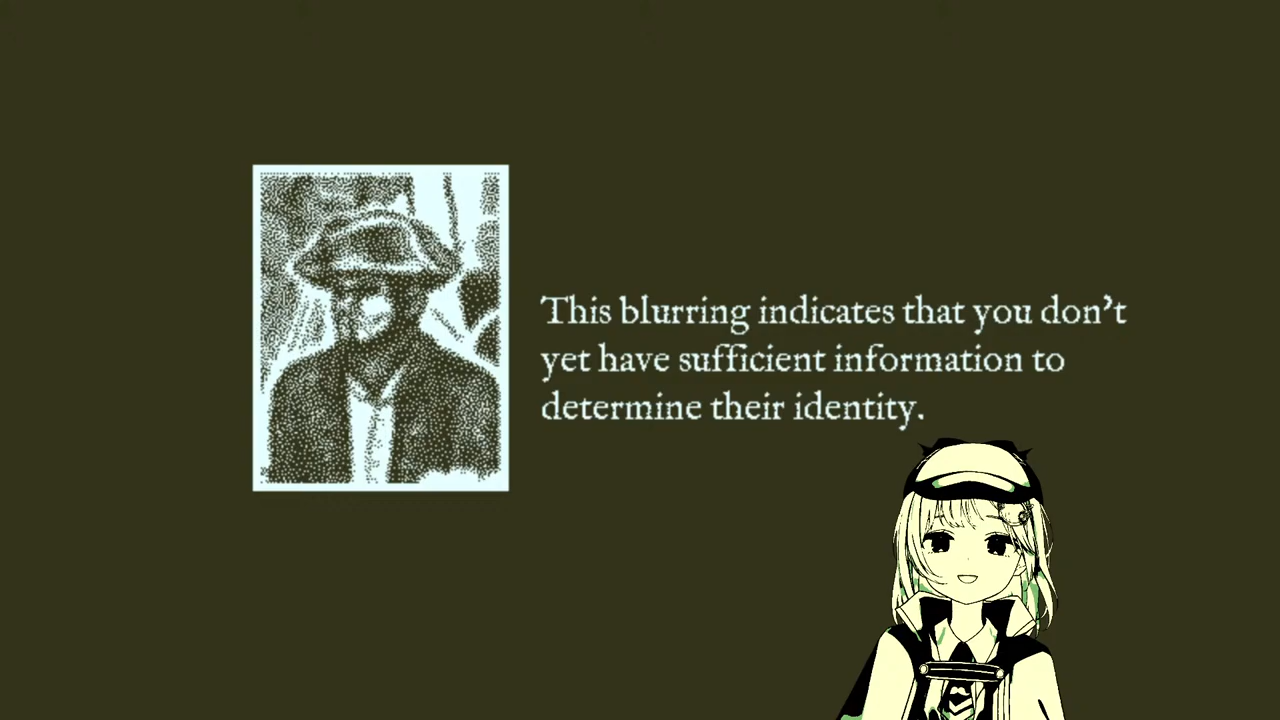 This blurring indicates that you don't
yet have sufficient information to
determine their identity.